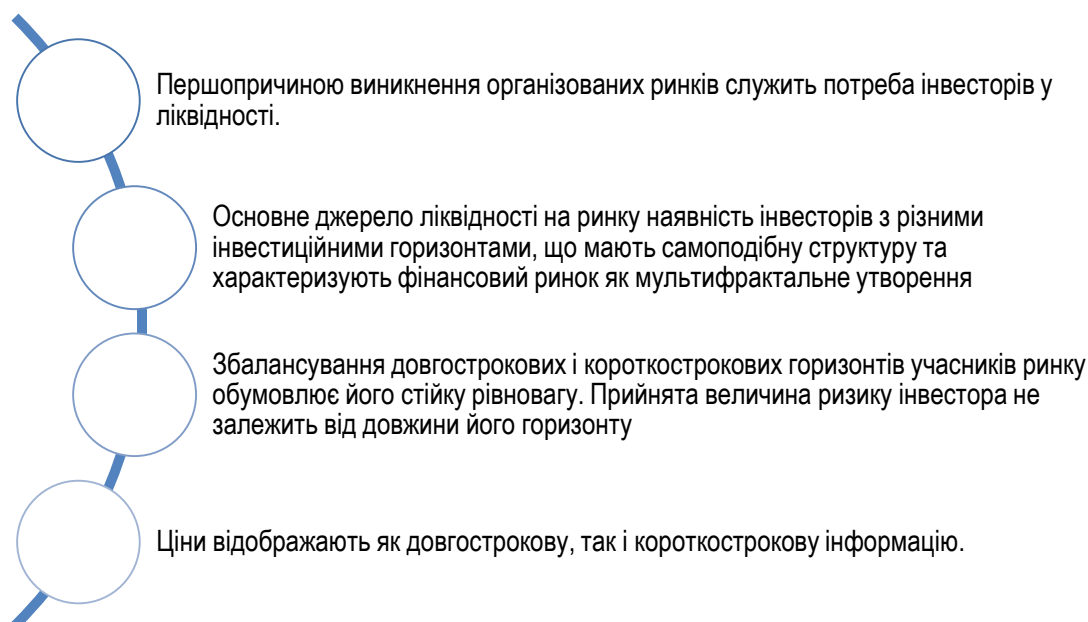 Першопричиною виникнення організованих ринків служить потреба інвесторів у
ліквідності.
Основне джерело ліквідності на ринку наявність інвесторів з різними
інвестиційними горизонтами, що мають самоподібну структуру та
характеризують фінансовий ринок як мультифрактальне утворення
Збалансування довгострокових і короткострокових горизонтів учасників ринку
обумовлює його стійку рівновагу. Прийнята величина ризику інвестора не
залежить від довжини його горизонту
Ціни відображають як довгострокову, так і короткострокову інформацію.